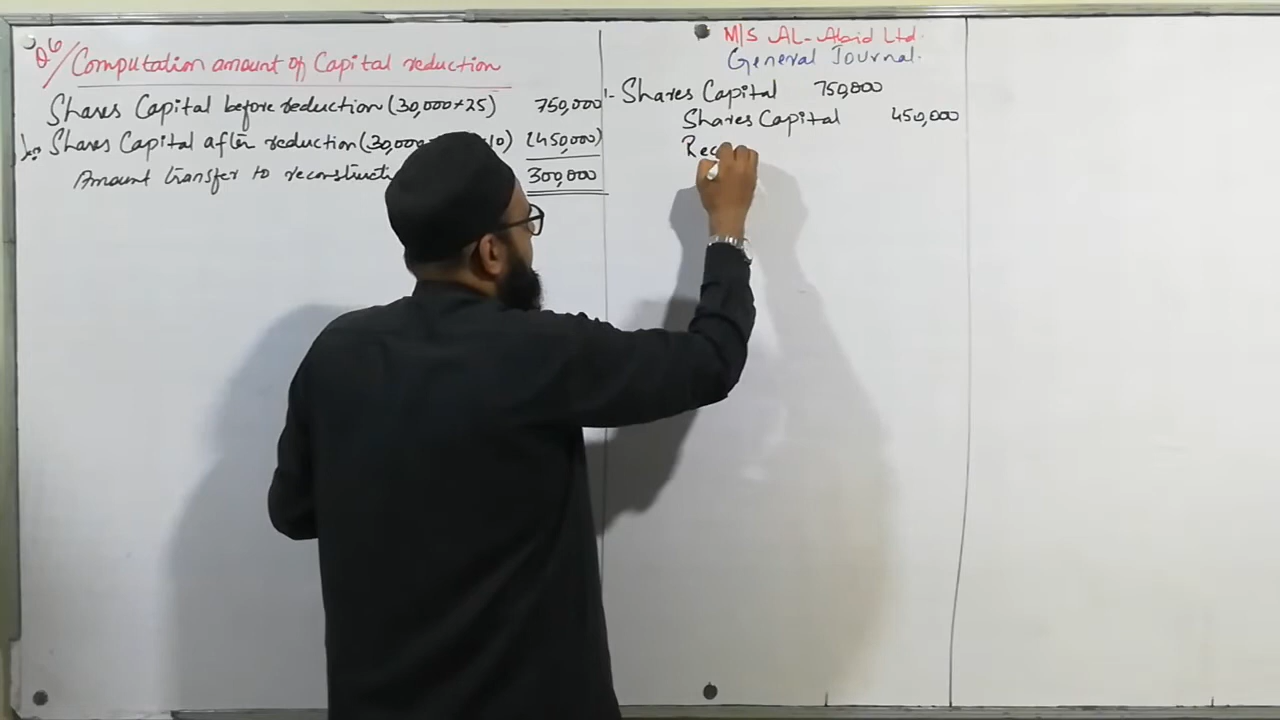 Q6/ Computation amount of Capital reduction
Shares Capital before reduction (30,000×25) 750,000
Less: Shares Capital after reduction (30,000 10) (450,000)
Amount transfer to reconstructi 300,000
M/S AL-Abid Ltd.
General Journal.
1- Shares Capital 750,000
Shares Capital 450,000
Rec